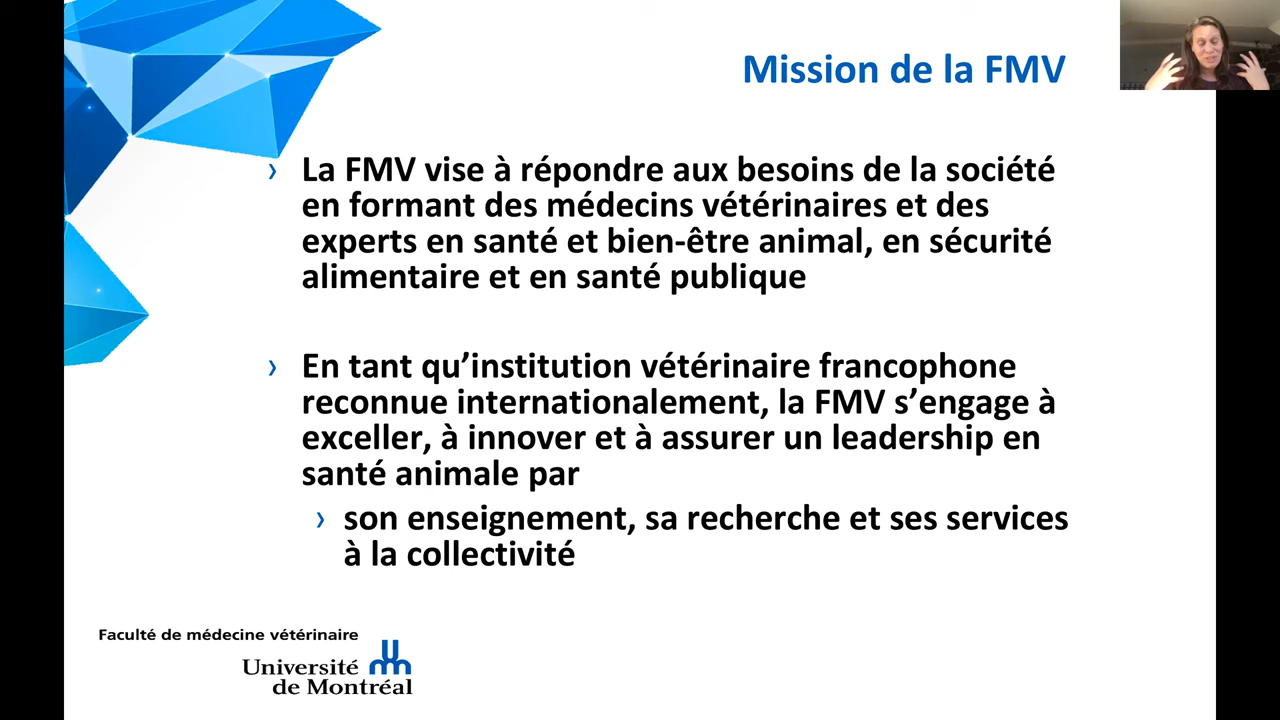 Mission de la FMV
› La FMV vise à répondre aux besoins de la société
en formant des médecins vétérinaires et des
experts en santé et bien-être animal, en sécurité
alimentaire et en santé publique
› En tant qu’institution vétérinaire francophone
reconnue internationalement, la FMV s’engage à
exceller, à innover et à assurer un leadership en
santé animale par
› son enseignement, sa recherche et ses services
à la collectivité
Faculté de médecine vétérinaire
Université
de Montréal